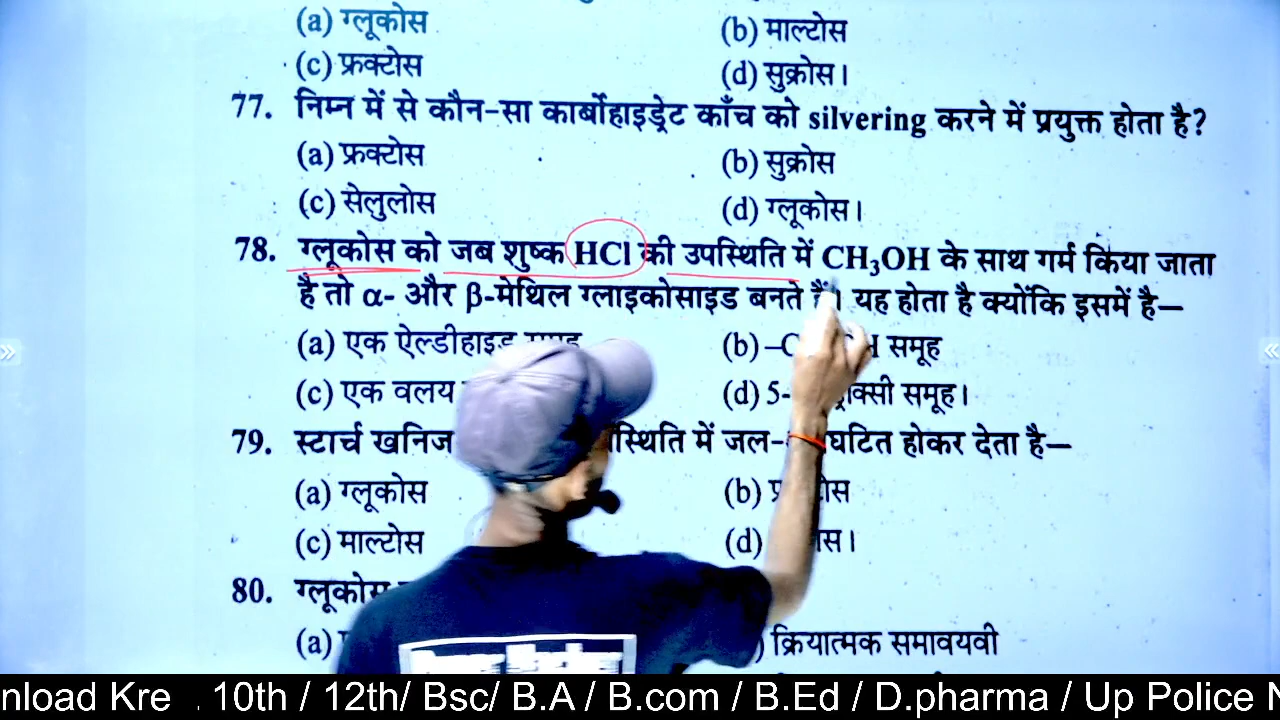 (a) ग्लूकोस (b) माल्टोस
(c) फ्रक्टोस (d) सुक्रोस।
77. निम्न में से कौन-सा कार्बोहाइड्रेट काँच को silvering करने में प्रयुक्त होता है?
(a) फ्रक्टोस (b) सुक्रोस
(c) सेलुलोस (d) ग्लूकोस।
78. ग्लूकोस को जब शुष्क HCl की उपस्थिति में CH₃OH के साथ गर्म किया जाता
है तो α- और β-मेथिल ग्लाइकोसाइड बनते हैं। यह होता है क्योंकि इसमें है—
(a) एक ऐल्डीहाइड (b) समूह
(c) एक वलय (d) 5- समूह।
79. स्टार्च खनिज में जल- होकर देता है—
(a) ग्लूकोस (b)
(c) माल्टोस (d)
80. ग्लूकोस
(a) क्रियात्मक समावयवी
nload Kre . 10th / 12th/ Bsc/ B.A / B.com / B.Ed / D.pharma / Up Police N